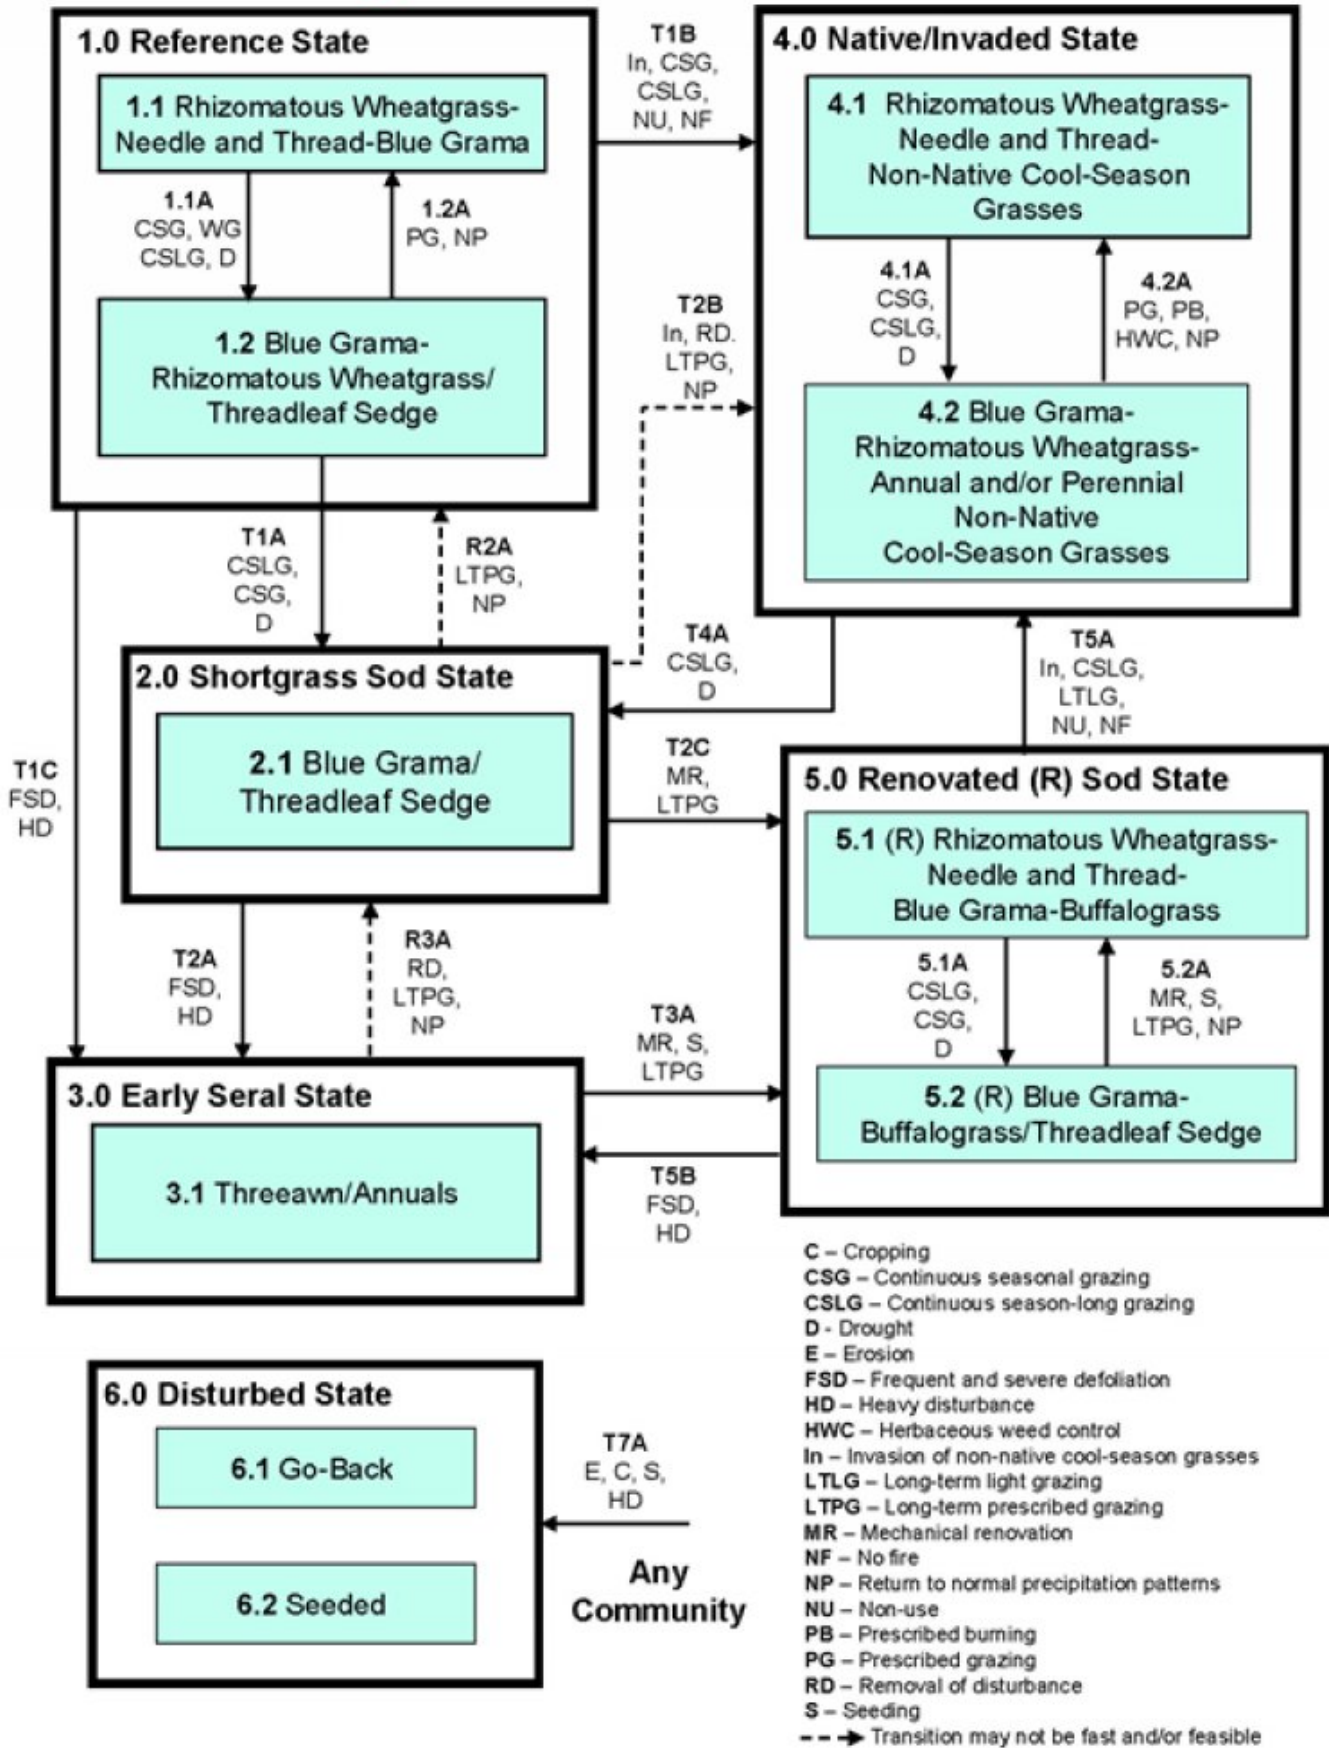 1.0 Reference State
1.1 Rhizomatous Wheatgrass-
Needle and Thread-Blue Grama
1.1A
CSG, WG
CSLG, D
1.2A
PG, NP
1.2 Blue Grama-
Rhizomatous Wheatgrass/
Threadleaf Sedge
T1B
In, CSG,
CSLG,
NU, NF
4.0 Native/Invaded State
4.1 Rhizomatous Wheatgrass-
Needle and Thread-
Non-Native Cool-Season
Grasses
4.1A
CSG,
CSLG,
D
4.2A
PG, PB,
HWC, NP
4.2 Blue Grama-
Rhizomatous Wheatgrass-
Annual and/or Perennial
Non-Native
Cool-Season Grasses
T2B
In, RD.
LTPG,
NP
T1A
CSLG,
CSG,
D
R2A
LTPG,
NP
T1C
FSD,
HD
2.0 Shortgrass Sod State
2.1 Blue Grama/
Threadleaf Sedge
T4A
CSLG,
D
T5A
In, CSLG,
LTLG,
NU, NF
T2C
MR,
LTPG
5.0 Renovated (R) Sod State
5.1 (R) Rhizomatous Wheatgrass-
Needle and Thread-
Blue Grama-Buffalograss
5.1A
CSLG,
CSG,
D
5.2A
MR, S,
LTPG, NP
5.2 (R) Blue Grama-
Buffalograss/Threadleaf Sedge
T2A
FSD,
HD
R3A
RD,
LTPG,
NP
T3A
MR, S,
LTPG
3.0 Early Seral State
3.1 Threeawn/Annuals
T5B
FSD,
HD
6.0 Disturbed State
6.1 Go-Back
6.2 Seeded
T7A
E, C, S,
HD
Any
Community
C – Cropping
CSG – Continuous seasonal grazing
CSLG – Continuous season-long grazing
D - Drought
E – Erosion
FSD – Frequent and severe defoliation
HD – Heavy disturbance
HWC – Herbaceous weed control
In – Invasion of non-native cool-season grasses
LTLG – Long-term light grazing
LTPG – Long-term prescribed grazing
MR – Mechanical renovation
NF – No fire
NP – Return to normal precipitation patterns
NU – Non-use
PB – Prescribed burning
PG – Prescribed grazing
RD – Removal of disturbance
S – Seeding
Transition may not be fast and/or feasible